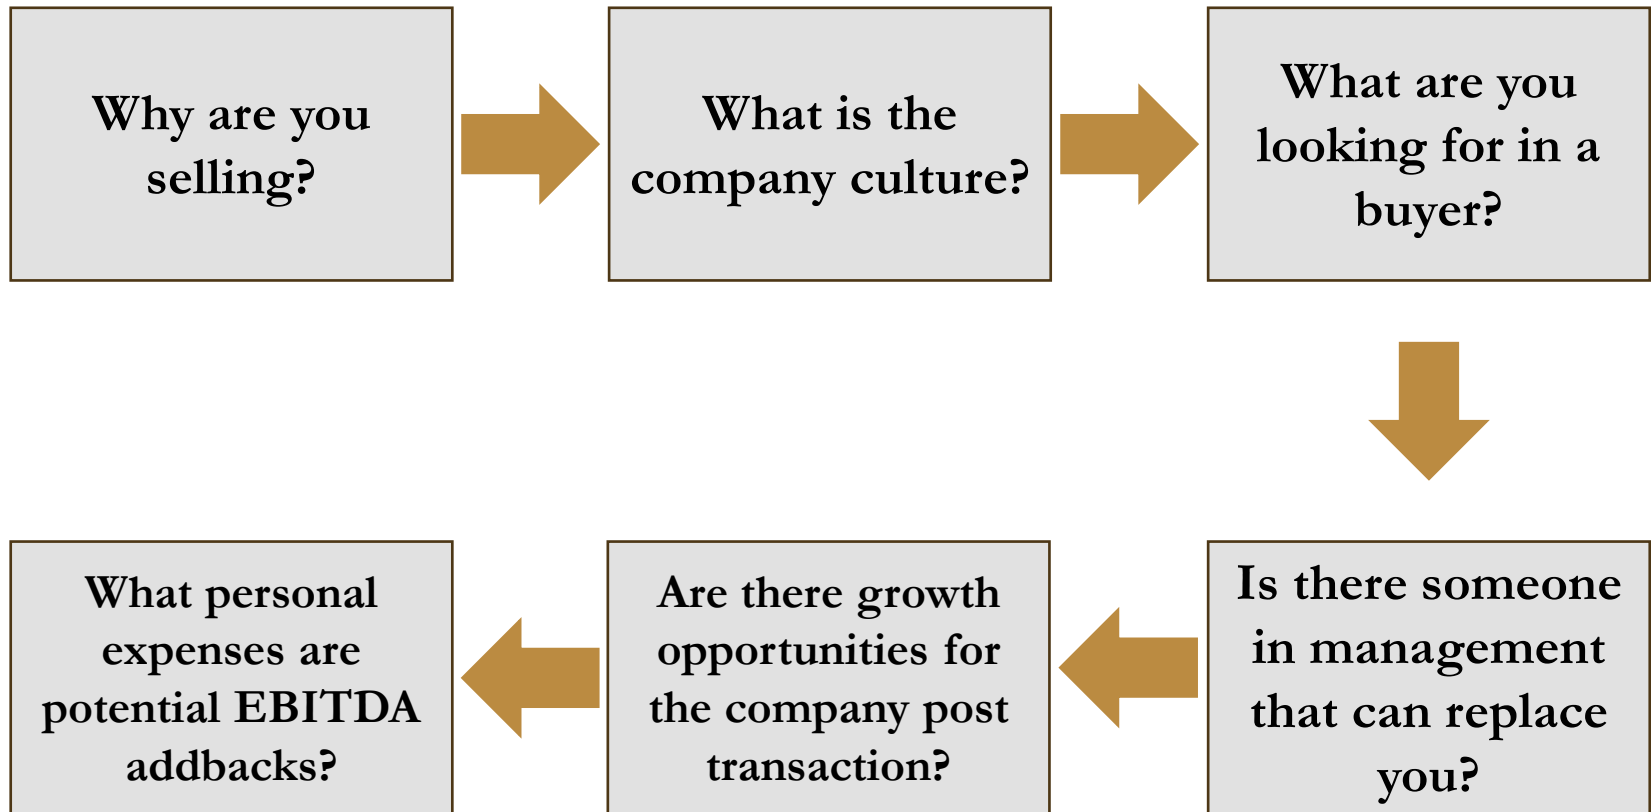 Why are you
selling?
What is the
company culture?
What are you
looking for in a
buyer?
Is there someone
in management
that can replace
you?
Are there growth
opportunities for
the company post
transaction?
What personal
expenses are
potential EBITDA
addbacks?